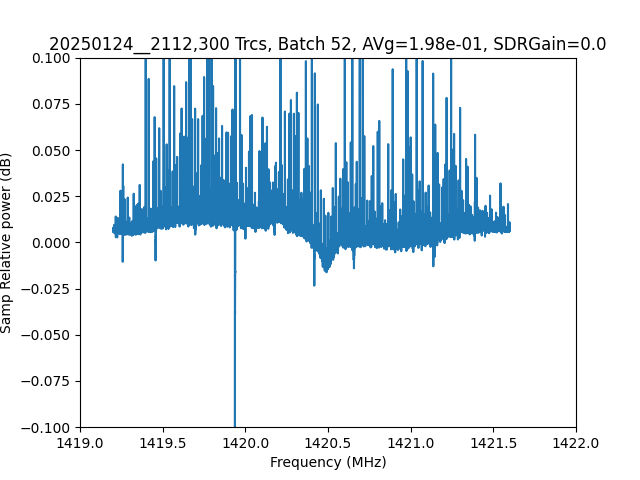 20250124__2112,300 Trcs, Batch 52, AVg=1.98e-01, SDRGain=0.0
0.100
0.075
0.050
0.025
0.000
−0.025
−0.050
−0.075
−0.100
Samp Relative power (dB)
1419.0 1419.5 1420.0 1420.5 1421.0 1421.5 1422.0
Frequency (MHz)